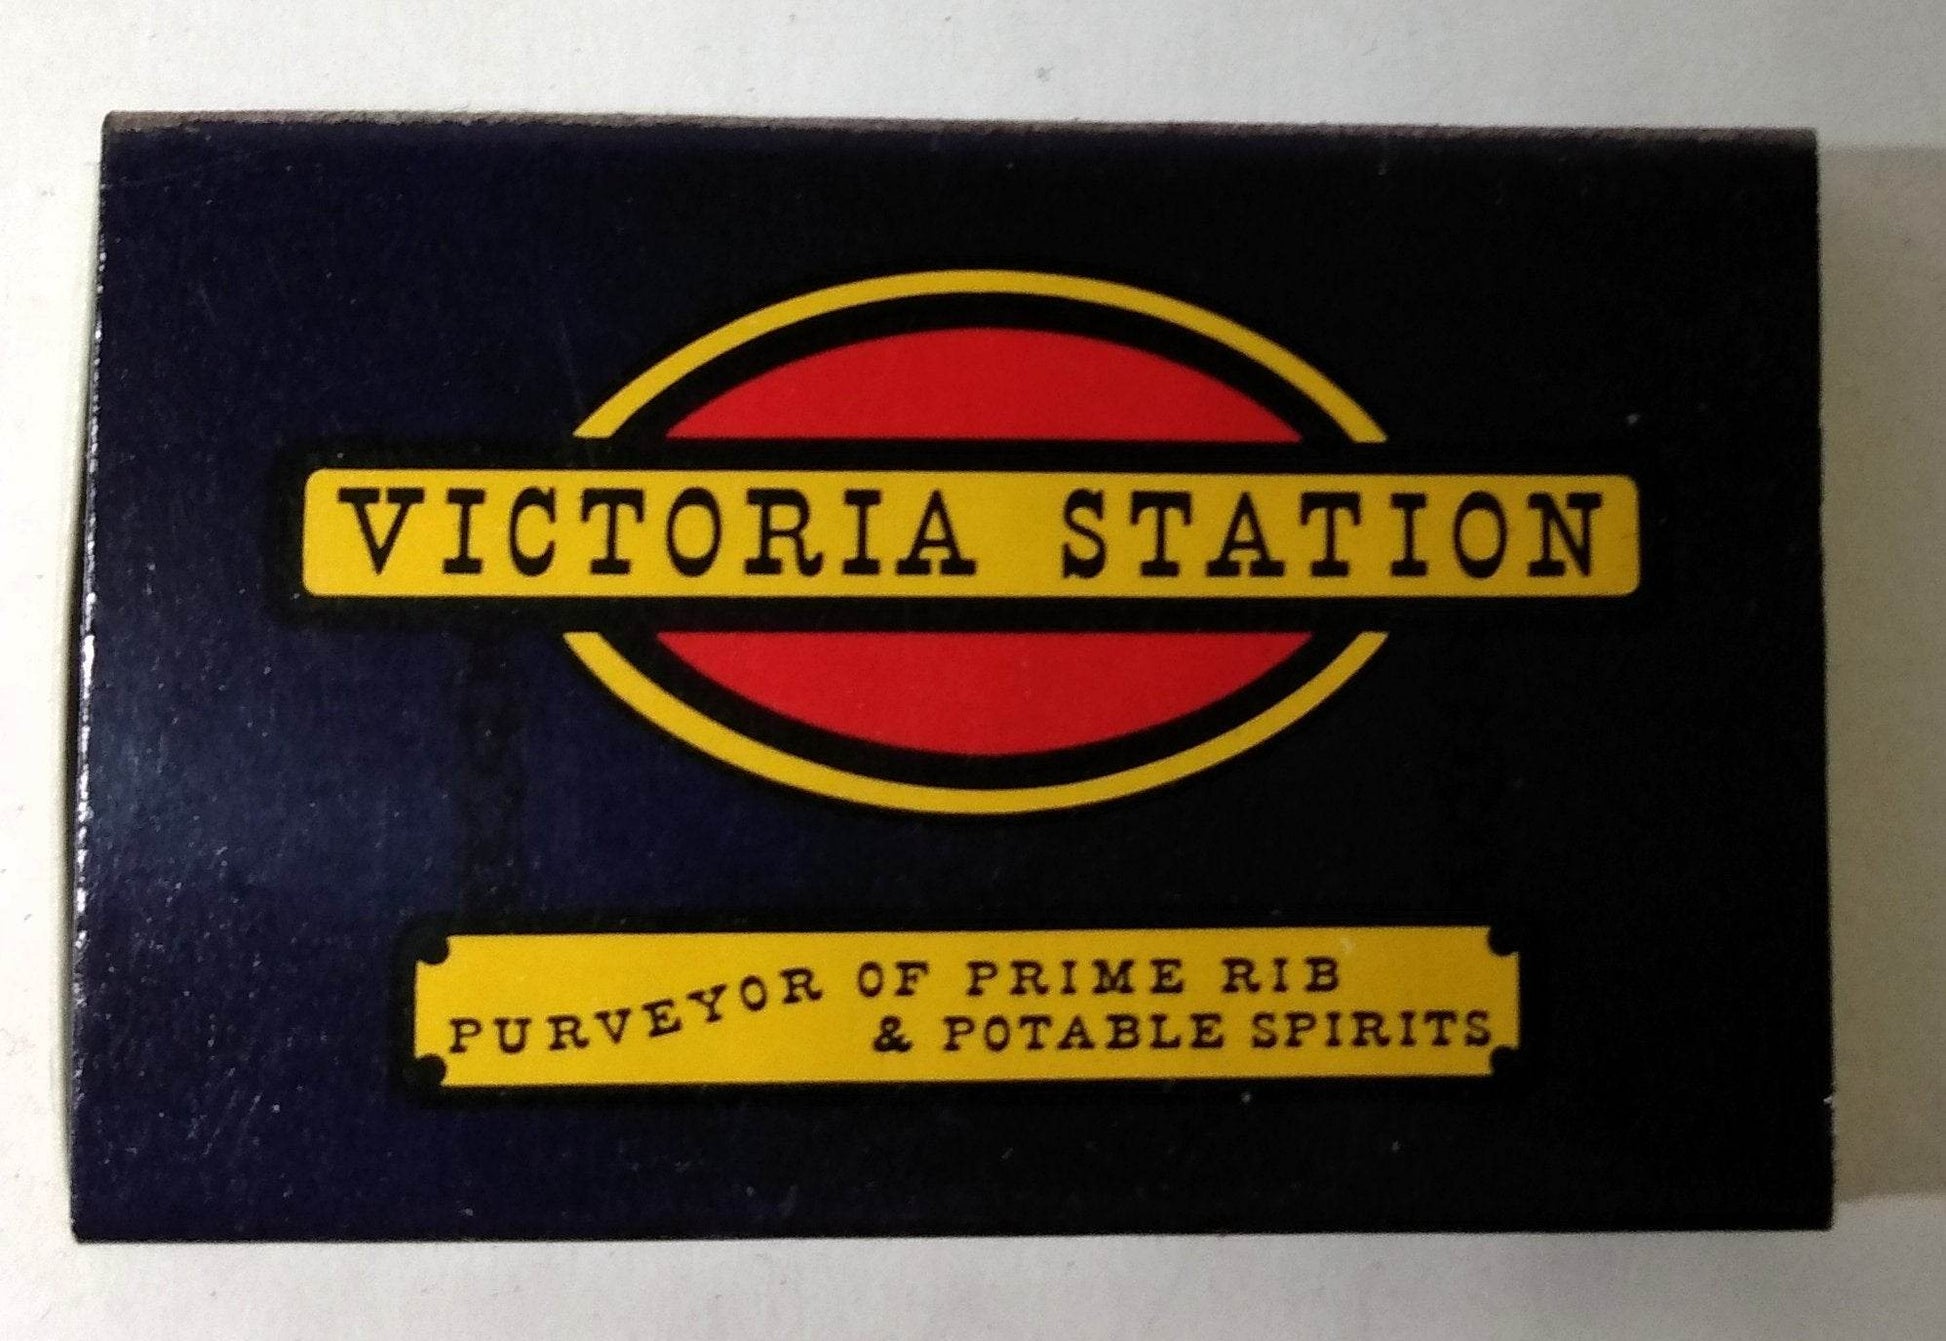 VICTORIA STATION
PURVEYOR OF PRIME RIB
& POTABLE SPIRITS